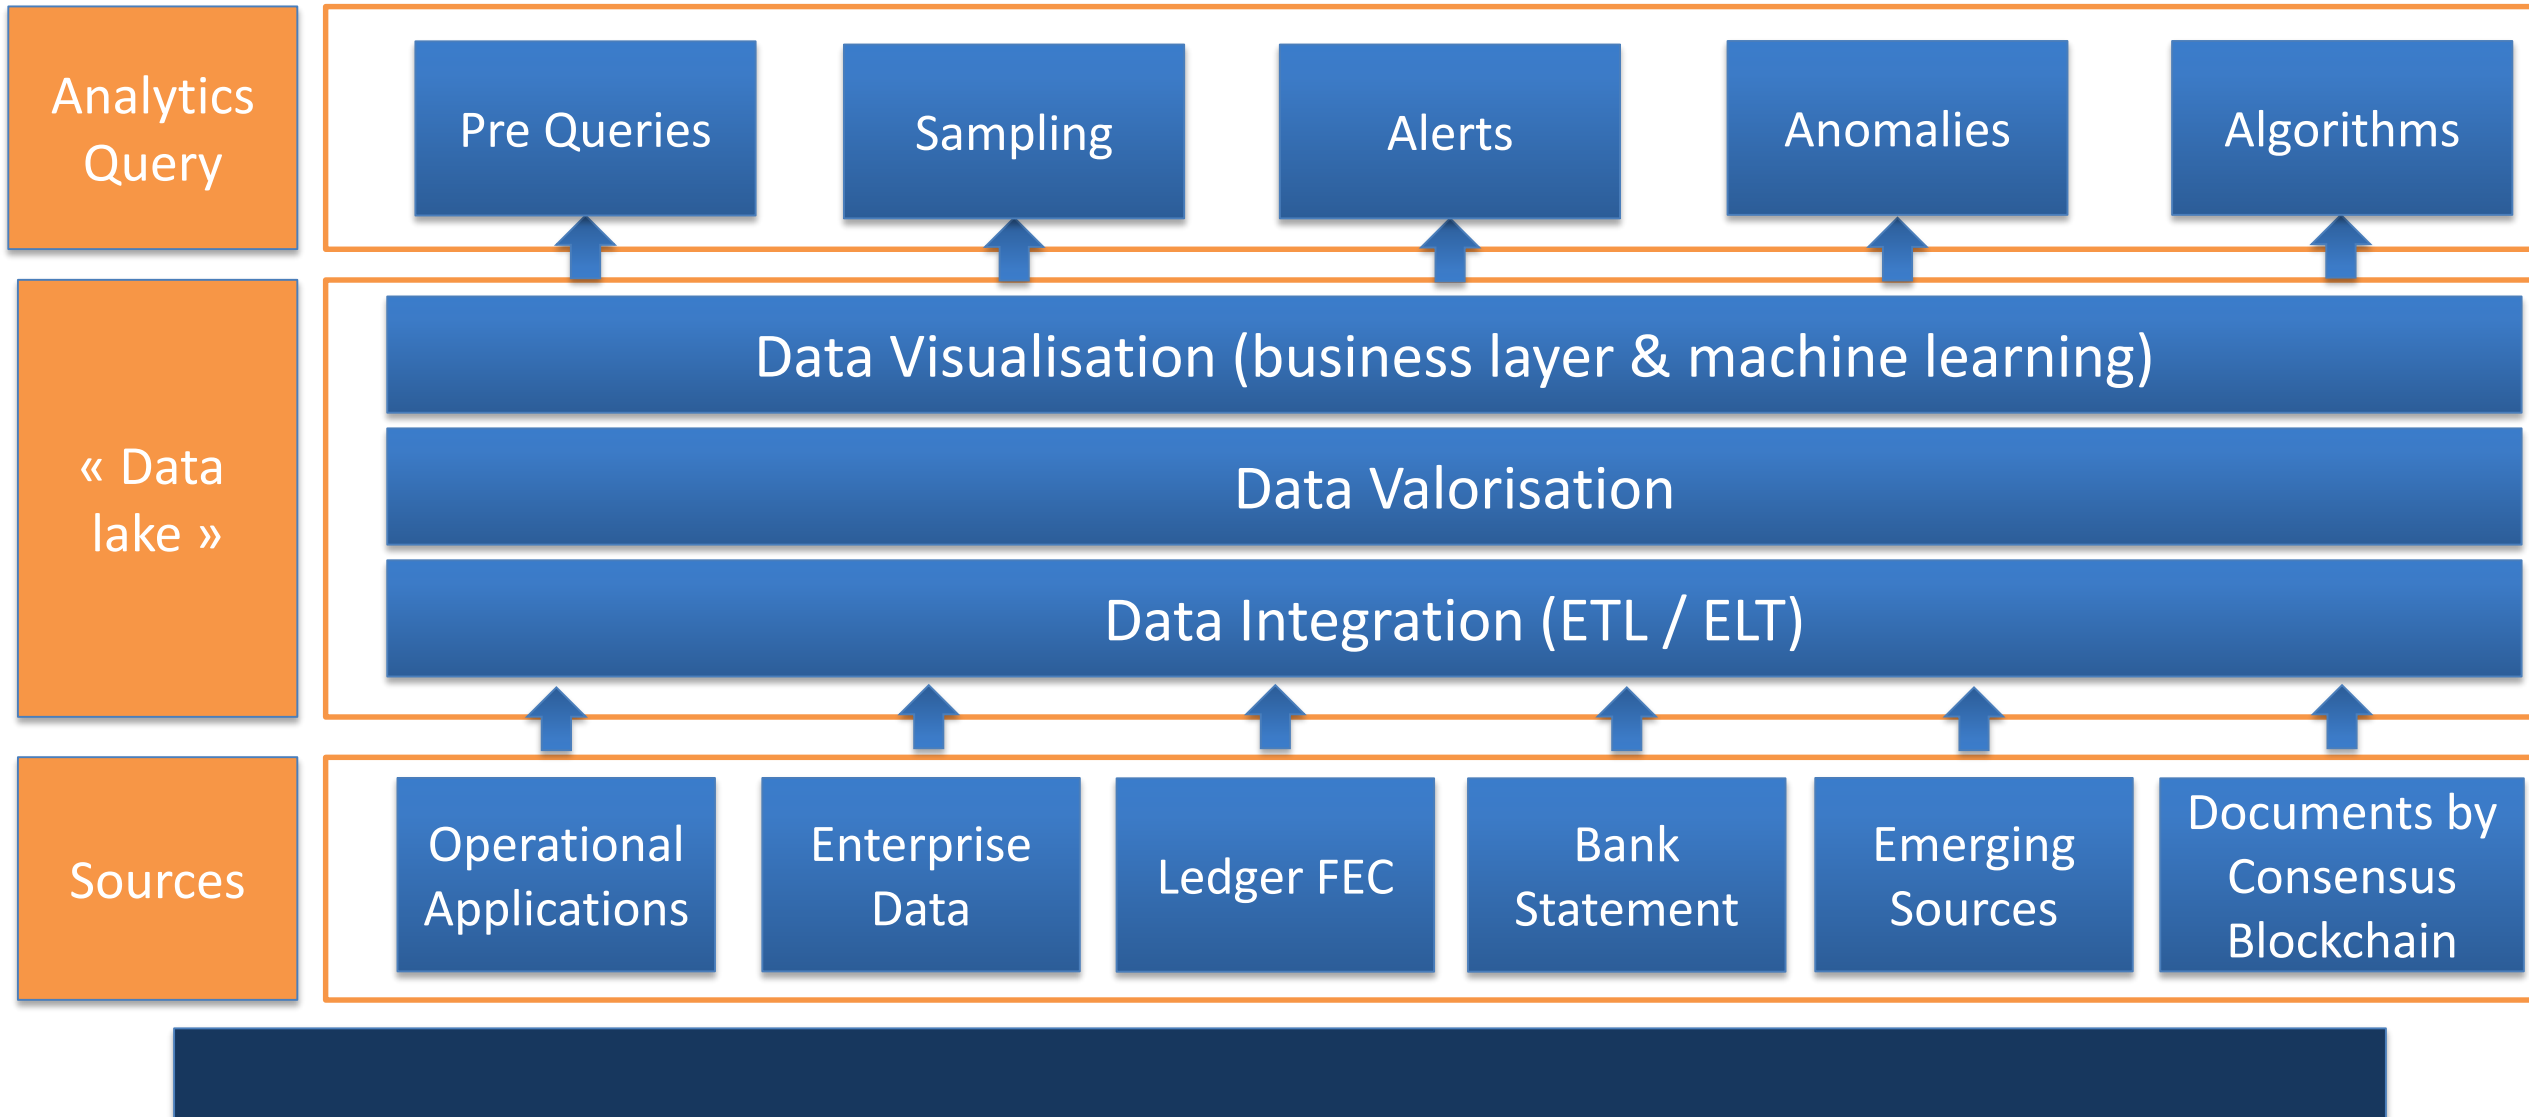 Analytics
Query
Pre Queries
Sampling
Alerts
Anomalies
Algorithms
« Data
lake »
Data Visualisation (business layer & machine learning)
Data Valorisation
Data Integration (ETL / ELT)
Sources
Operational
Applications
Enterprise
Data
Ledger FEC
Bank
Statement
Emerging
Sources
Documents by
Consensus
Blockchain